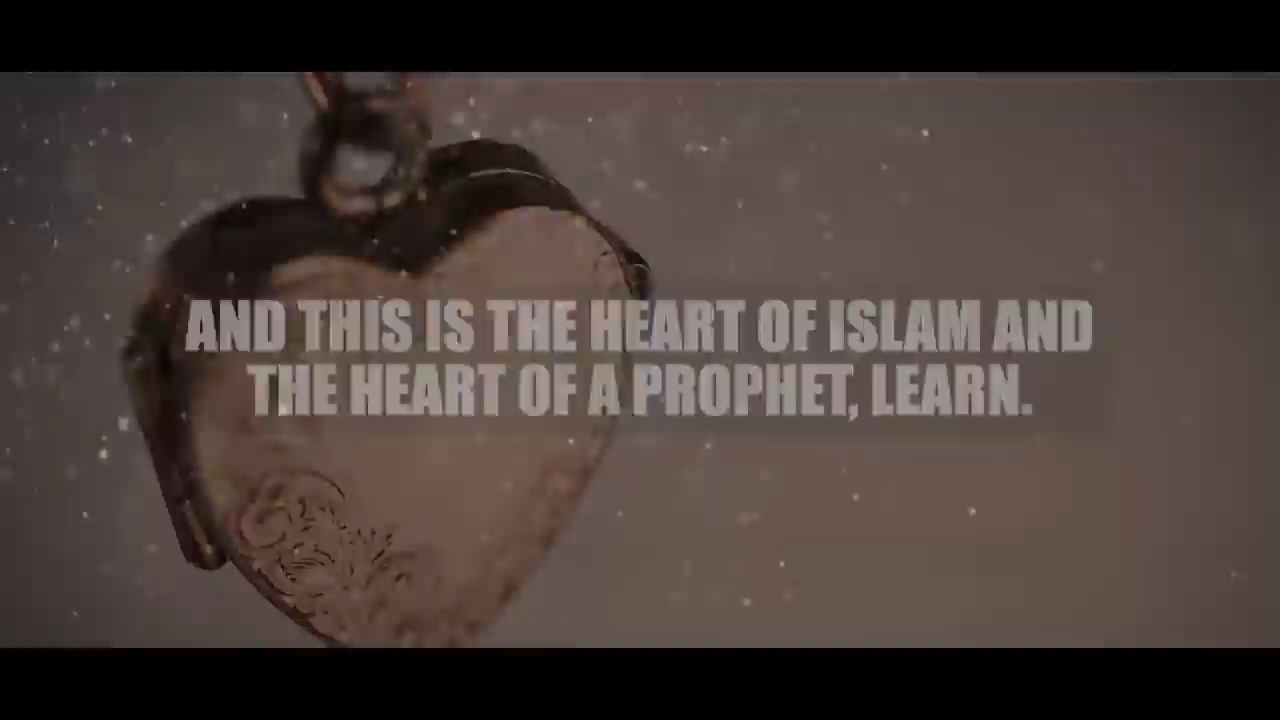 AND THIS IS THE HEART OF ISLAM AND
THE HEART OF A PROPHET, LEARN.